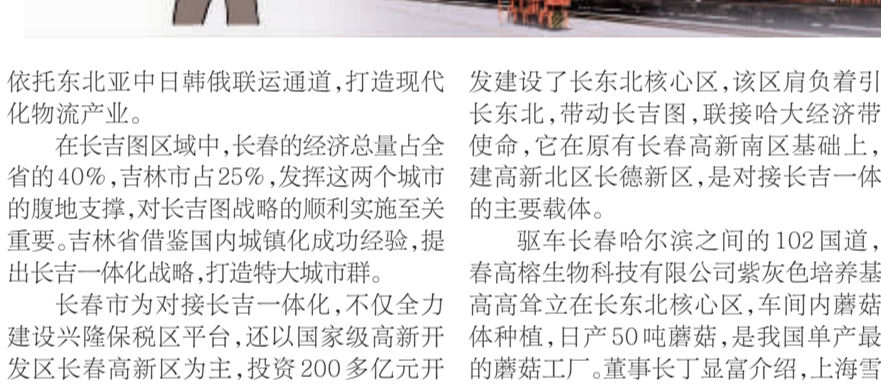 依托东北亚中日韩俄联运通道,打造现代
化物流产业。
在长吉图区域中,长春的经济总量占全
省的40%,吉林市占25%,发挥这两个城市
的腹地支撑,对长吉图战略的顺利实施至关
重要。吉林省借鉴国内城镇化成功经验,提
出长吉一体化战略,打造特大城市群。
长春市为对接长吉一体化,不仅全力
建设兴隆保税区平台,还以国家级高新开
发区长春高新区为主,投资200多亿元开
发建设了长东北核心区,该区肩负着引
长东北,带动长吉图,联接哈大经济带
使命,它在原有长春高新南区基础上,
建高新北区长德新区,是对接长吉一体
的主要载体。
驱车长春哈尔滨之间的102国道,
春高榕生物科技有限公司紫灰色培养基
高高耸立在长东北核心区,车间内蘑菇
体种植,日产50吨蘑菇,是我国单产最
的蘑菇工厂。董事长丁显富介绍,上海雪